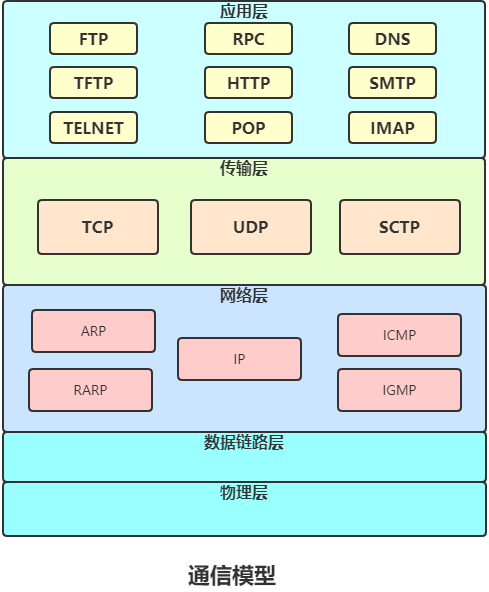 应用层
FTP RPC DNS
TFTP HTTP SMTP
TELNET POP IMAP
传输层
TCP UDP SCTP
网络层
ARP
ICMP
IP
RARP
IGMP
数据链路层
物理层
通信模型